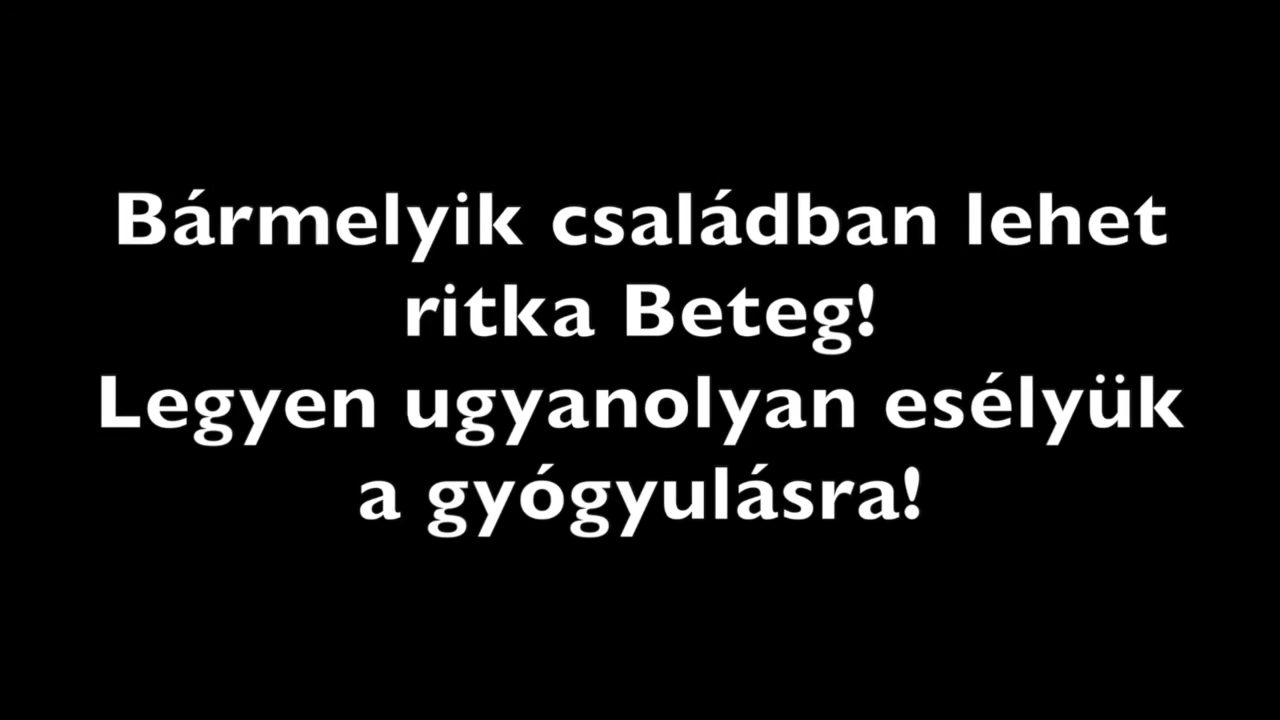 Bármelyik családban lehet
ritka Beteg!
Legyen ugyanolyan esélyük
a gyógyulásra!